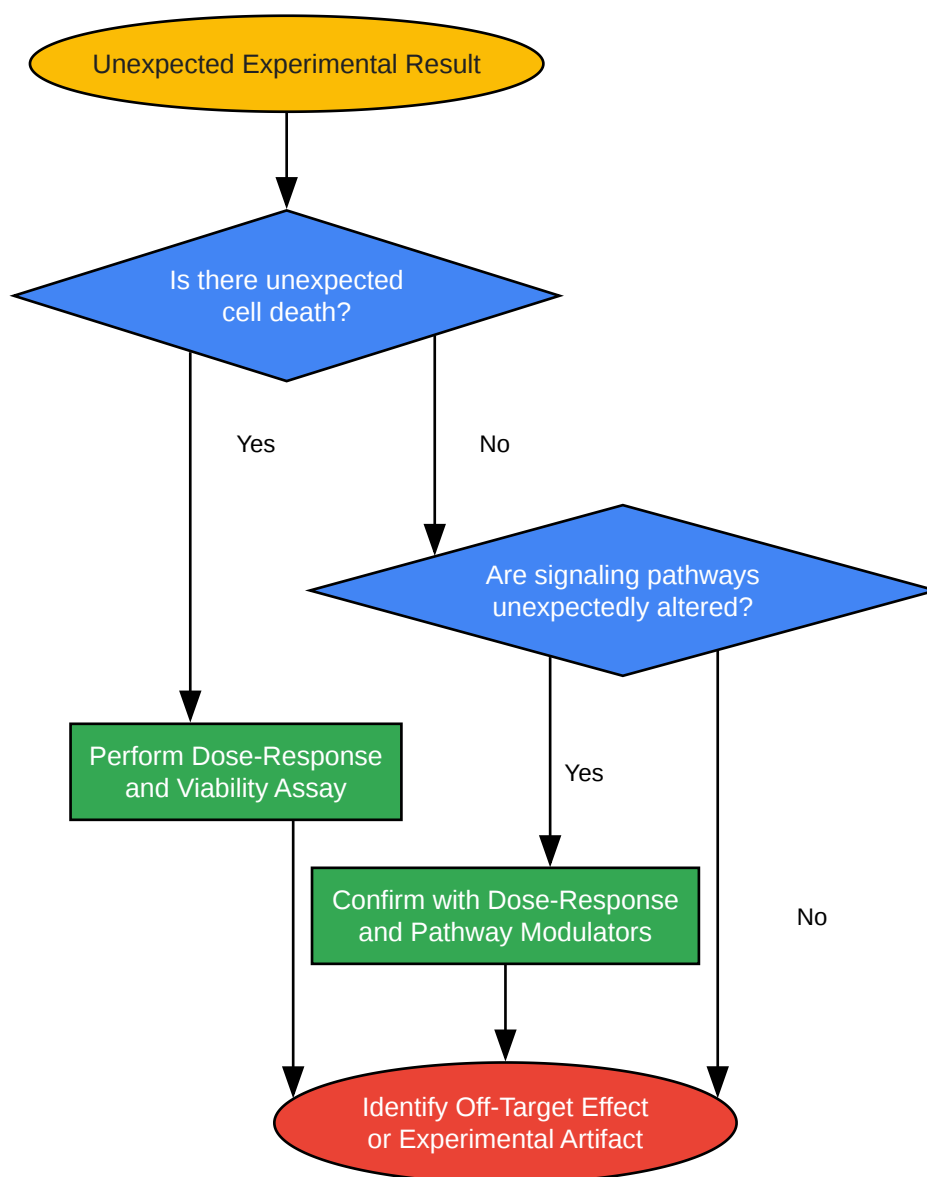 Unexpected Experimental Result
Is there unexpected
cell death?
Yes
No
Are signaling pathways
unexpectedly altered?
Perform Dose-Response
and Viability Assay
Yes
Confirm with Dose-Response
and Pathway Modulators
No
Identify Off-Target Effect
or Experimental Artifact